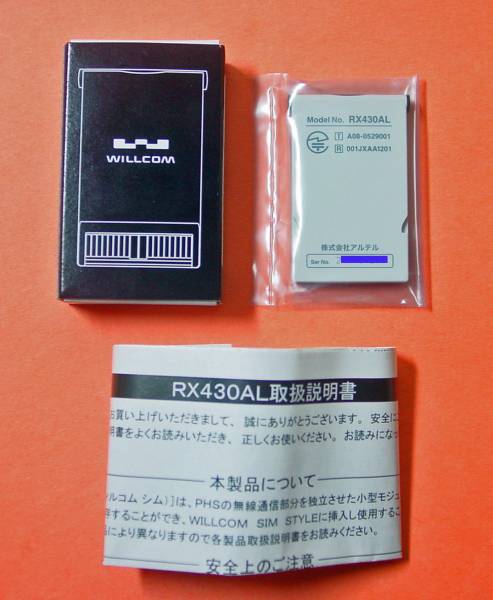 WILLCOM
Model No. RX430AL
T A08-0529001
R 001JXAA1201
株式会社アルテル
Ser No.
RX430AL取扱説明書
お買い上げいただきまして、誠にありがとうございます。安全に
明書をよくお読みいただき、正しくお使いください。お読みになっ
本製品について
ルコム シム)]は、PHSの無線通信部分を独立させた小型モジュ
することができ、WILLCOM SIM STYLEに挿入し使用するこ
により異なりますので各製品取扱説明書をお読みください。
安全上のご注意